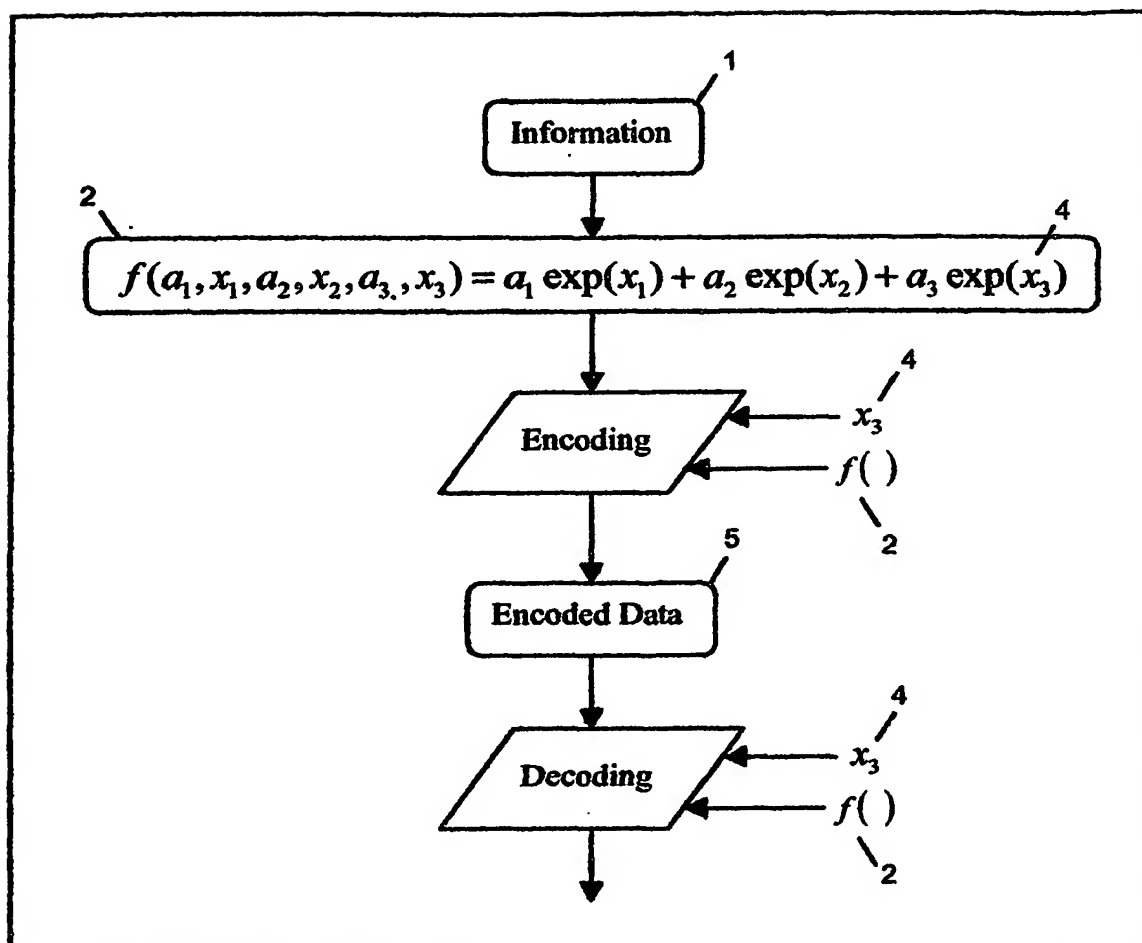 1
Information
2
4
f(a₁,x₁,a₂,x₂,a₃,,x₃) = a₁ exp(x₁) + a₂ exp(x₂) + a₃ exp(x₃)
4
Encoding
x₃
f( )
2
5
Encoded Data
4
Decoding
x₃
f( )
2